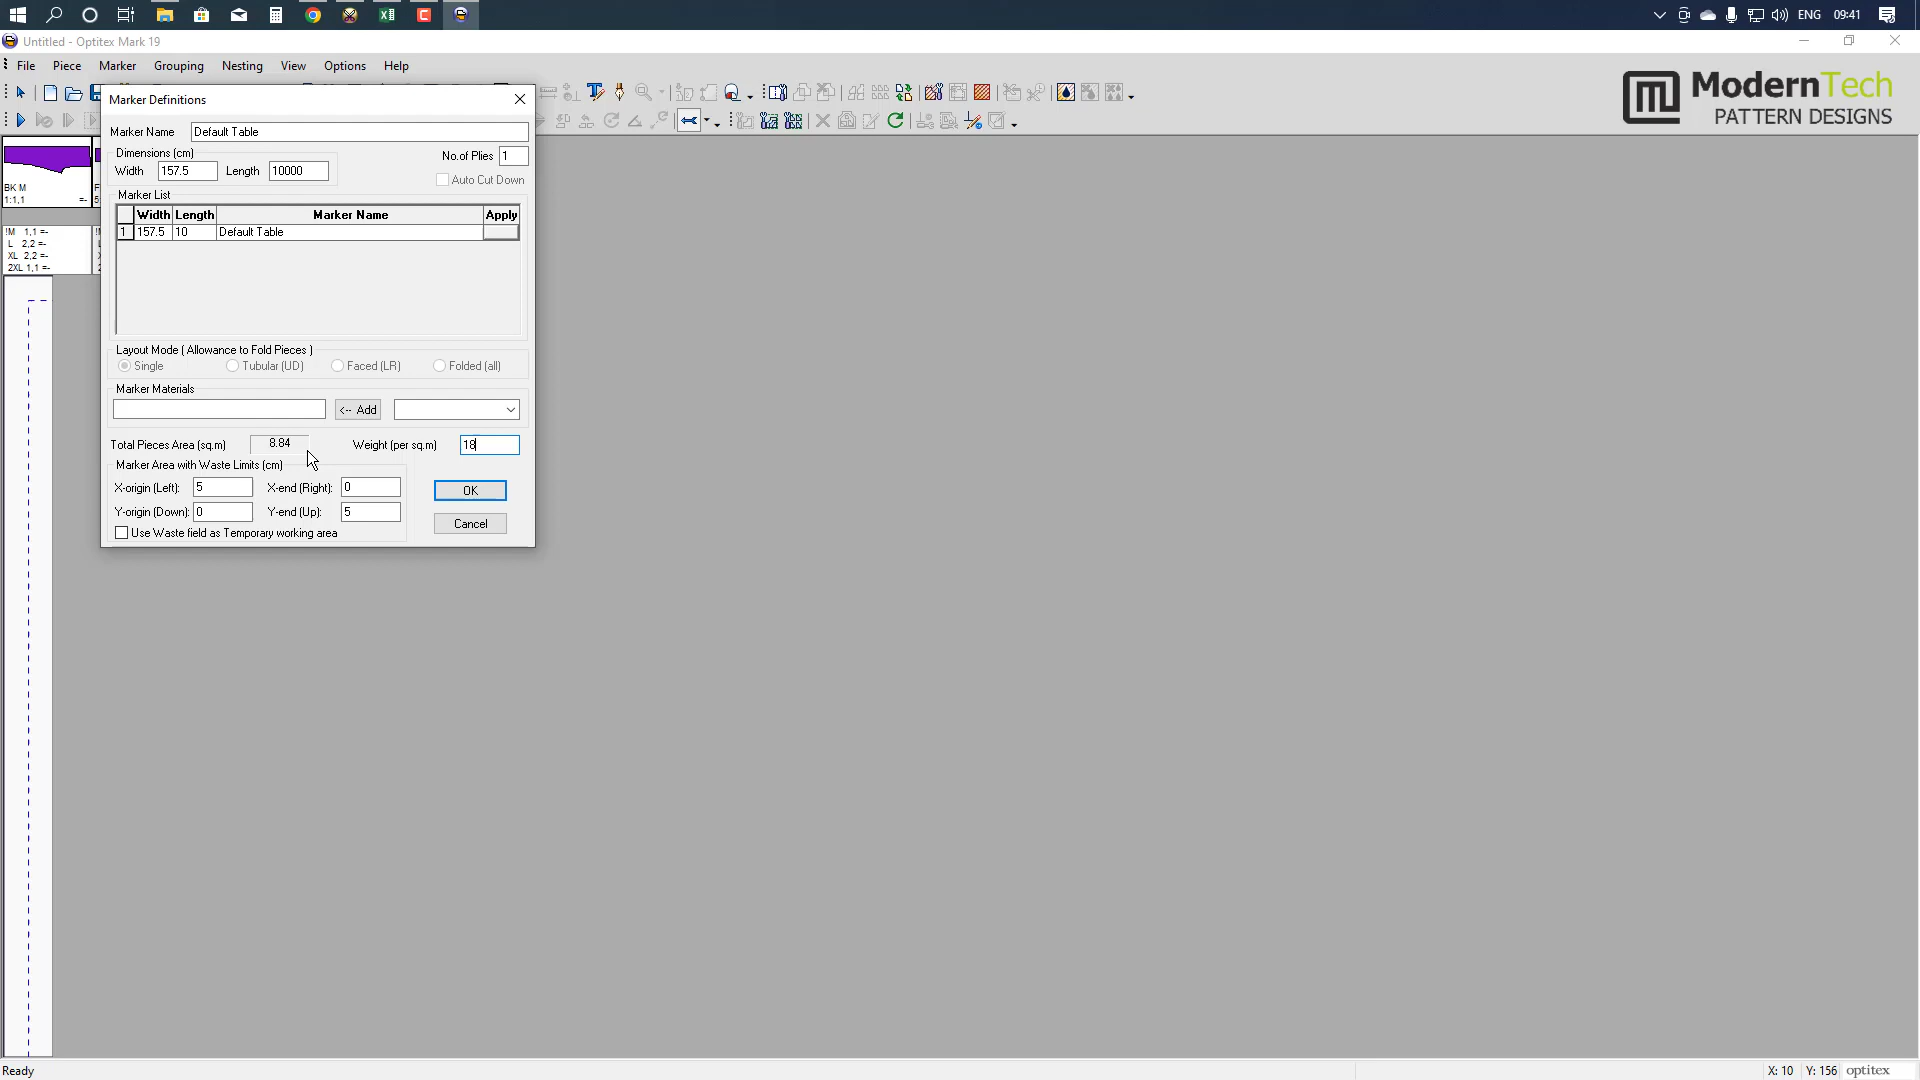 ENG 09:41
Untitled - Optitex Mark 19
File Piece Marker Grouping Nesting View Options Help
ModernTech
PATTERN DESIGNS
Marker Definitions
Marker Name Default Table
Dimensions (cm)
Width 157.5 Length 10000
No.of Plies 1
Auto Cut Down
Marker List
Width Length Marker Name Apply
1 157.5 10 Default Table
BK M
1:1,1 =-
!M 1,1 =-
L 2,2 =-
XL 2,2 =-
2XL 1,1 =-
Layout Mode ( Allowance to Fold Pieces )
Single Tubular (UD) Faced (LR) Folded (all)
Marker Materials
<-- Add
Total Pieces Area (sq.m) 8.84 Weight (per sq.m) 18
Marker Area with Waste Limits (cm)
X-origin (Left): 5 X-end (Right): 0
Y-origin (Down): 0 Y-end (Up): 5
Use Waste field as Temporary working area
OK
Cancel
Ready
X: 10 Y: 156 optitex